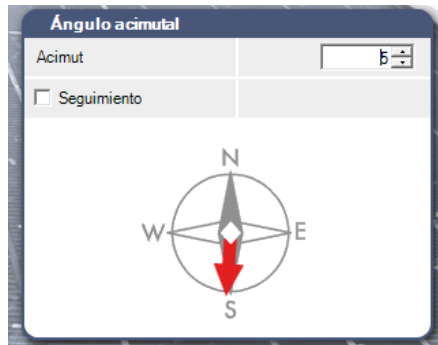 Ángulo acimutal
Acimut 5
Seguimiento
N
W E
S